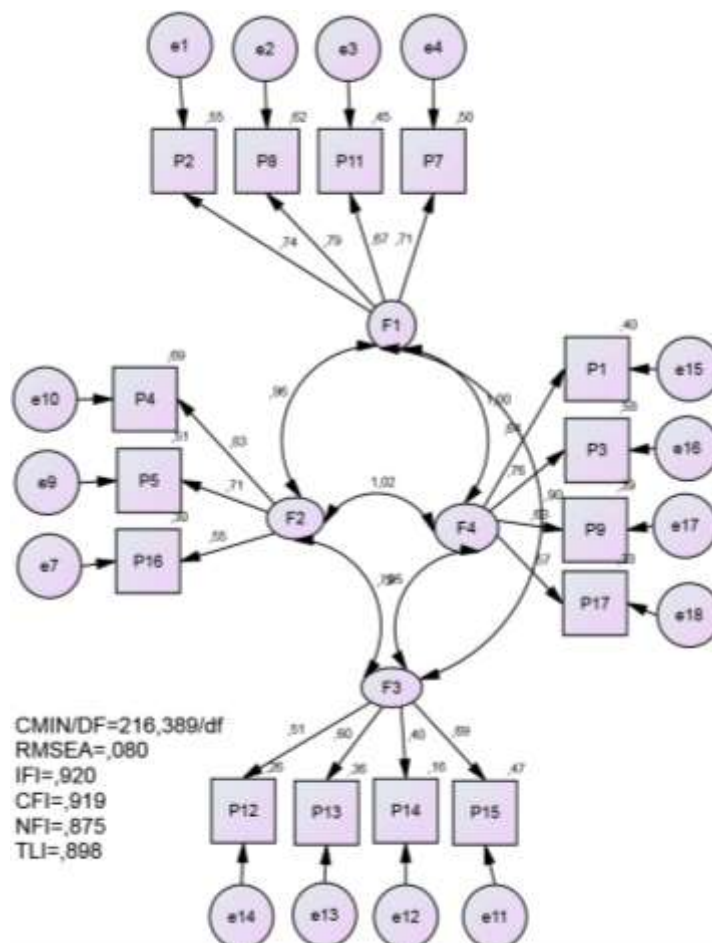 e1 e2 e3 e4
,55 ,62 ,45 ,50
P2 P8 P11 P7
,74 ,79 ,67 ,71
F1
,40
P1 e15
,69
e10 P4
,96 1,00
,83
P3 e16
,76
,51
e9 P5
,71
1,02
,90
F2 F4
P9 e17
,55
e7 P16
P17 e18
F3
CMIN/DF=216,389/df
RMSEA=,080
IFI=,920
CFI=,919
NFI=,875
TLI=,898
,51 ,60 ,40 ,69
,26 ,36 ,16 ,47
P12 P13 P14 P15
e14 e13 e12 e11